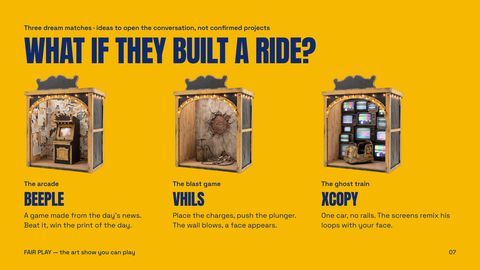 Three dream matches - ideas to open the conversation, not confirmed projects
WHAT IF THEY BUILT A RIDE?
The arcade
BEEPLE
A game made from the day's news.
Beat it, win the print of the day.
The blast game
VHILS
Place the charges, push the plunger.
The wall blows, a face appears.
The ghost train
XCOPY
One car, no rails. The screens remix his
loops with your face.
FAIR PLAY — the art show you can play
07